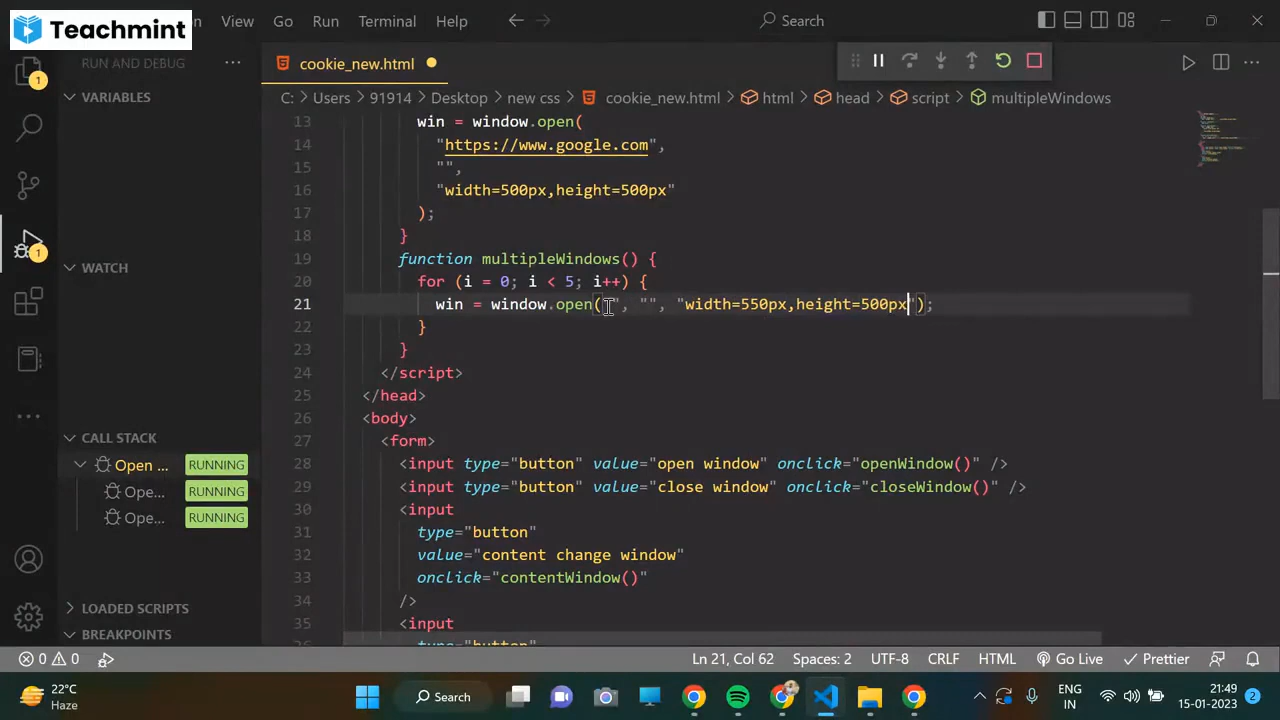 Teachmint
View Go Run Terminal Help
Search
RUN AND DEBUG
VARIABLES
WATCH
CALL STACK
Open ... RUNNING
Ope... RUNNING
Ope... RUNNING
LOADED SCRIPTS
BREAKPOINTS
1
1
cookie_new.html
C: > Users > 91914 > Desktop > new css > cookie_new.html > html > head > script > multipleWindows
13 win = window.open(
14 "https://www.google.com",
15 "",
16 "width=500px,height=500px"
17 );
18 }
19 function multipleWindows() {
20 for (i = 0; i < 5; i++) {
21 win = window.open("", "", "width=550px,height=500px");
22 }
23 }
24 </script>
25 </head>
26 <body>
27 <form>
28 <input type="button" value="open window" onclick="openWindow()" />
29 <input type="button" value="close window" onclick="closeWindow()" />
30 <input
31 type="button"
32 value="content change window"
33 onclick="contentWindow()"
34 />
35 <input
type="button"
0 0 Ln 21, Col 62 Spaces: 2 UTF-8 CRLF HTML Go Live Prettier
22°C
Haze
Search
ENG
IN
21:49
15-01-2023
2